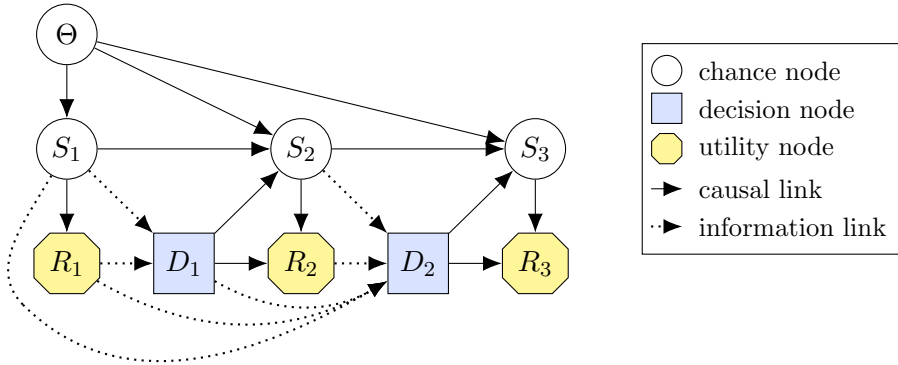 Θ
S₁
S₂
S₃
R₁
D₁
R₂
D₂
R₃
chance node
decision node
utility node
causal link
information link